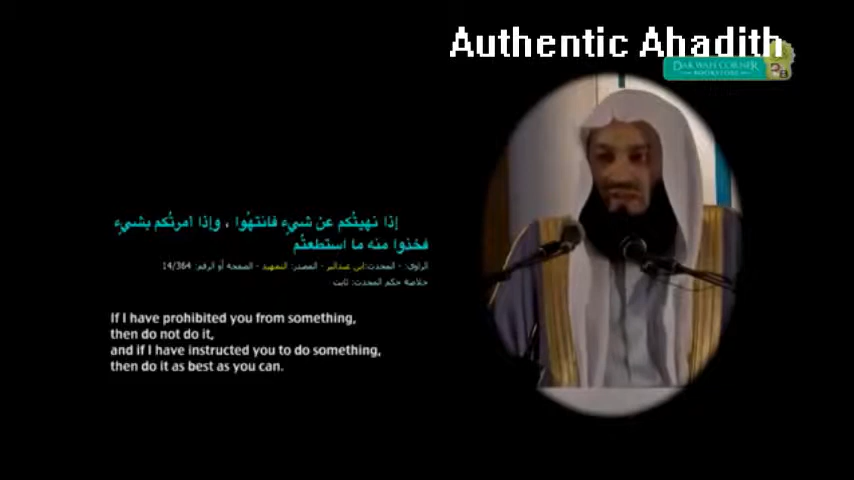 Authentic Ahadith
DAKWAH CORNER
BOOKSTORE
إذا نهيتُكم عن شيءٍ فانتهُوا ، وإذا أمرتُكم بشيءٍ
فخذوا منه ما استطعتُم
الراوي: - المحدث:ابن عبدالبر - المصدر: التمهيد - الصفحة أو الرقم: 14/364
خلاصة حكم المحدث: ثابت
If I have prohibited you from something,
then do not do it,
and if I have instructed you to do something,
then do it as best as you can.